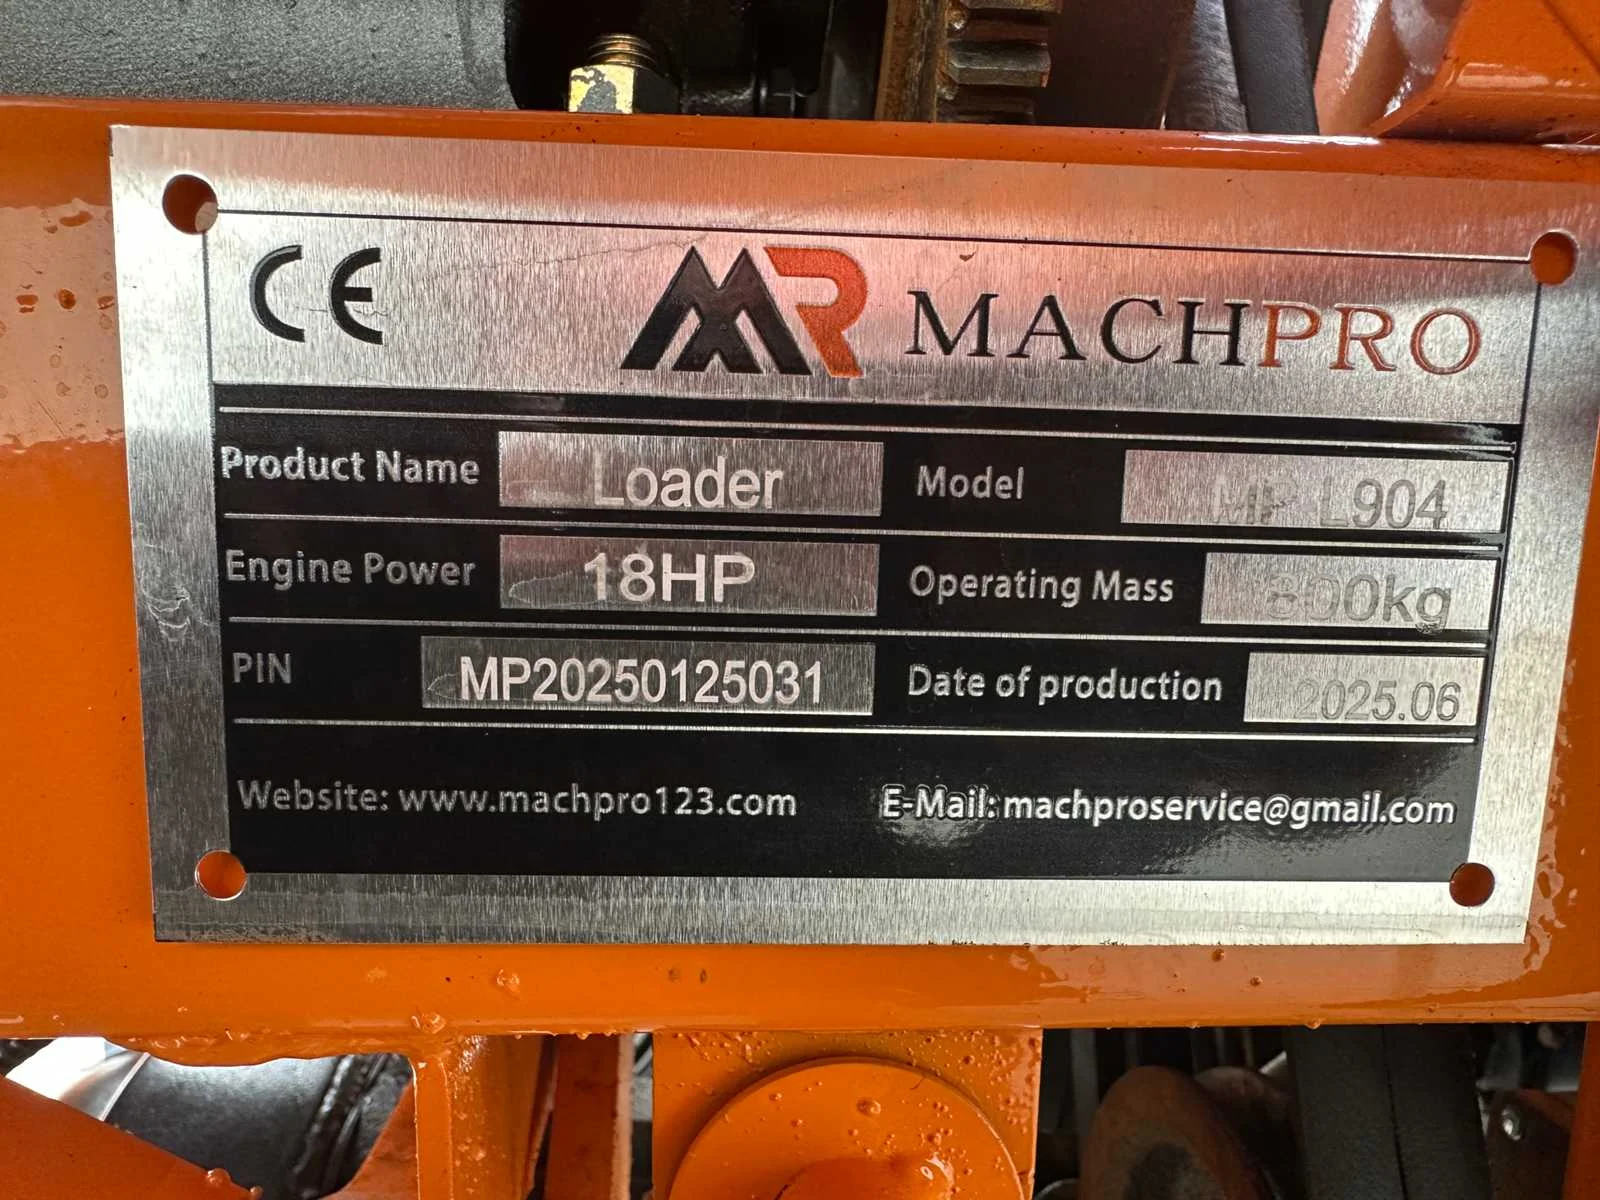 CE MR MACHPRO
Product Name Loader Model MP-L904
Engine Power 18HP Operating Mass 800kg
PIN MP20250125031 Date of production 2025.06
Website: www.machpro123.com E-Mail: machproservice@gmail.com